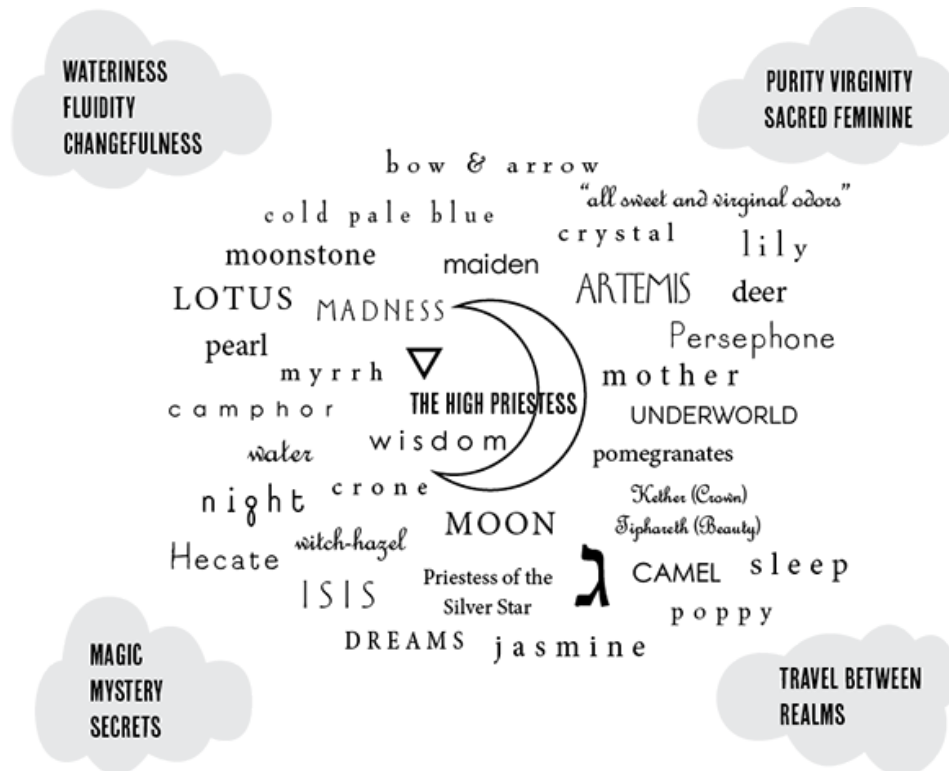 WATERINESS
FLUIDITY
CHANGEFULNESS
PURITY VIRGINITY
SACRED FEMININE
bow & arrow
"all sweet and virginal odors"
cold pale blue
crystal
lily
moonstone
maiden
ARTEMIS
deer
LOTUS
MADNESS
Persephone
pearl
myrrh
mother
THE HIGH PRIESTESS
camphor
UNDERWORLD
wisdom
water
pomegranates
crone
night
Kether (Crown)
MOON
Tiphareth (Beauty)
witch-hazel
Hecate
ג
CAMEL
sleep
ISIS
Priestess of the
Silver Star
poppy
DREAMS
jasmine
MAGIC
MYSTERY
SECRETS
TRAVEL BETWEEN
REALMS